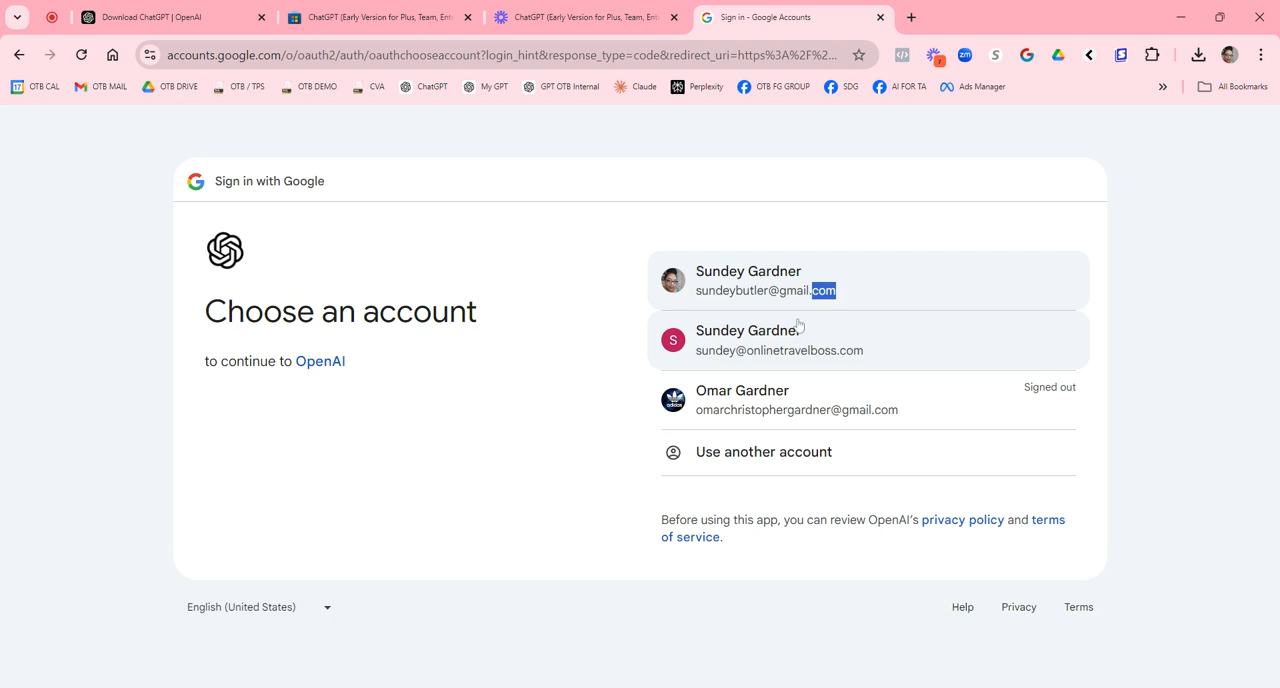 Download ChatGPT | OpenAI
ChatGPT (Early Version for Plus, Team, Ent
ChatGPT (Early Version for Plus, Team, Ent
Sign in - Google Accounts
accounts.google.com/o/oauth2/auth/oauthchooseaccount?login_hint&response_type=code&redirect_uri=https%3A%2F%2...
OTB CAL
OTB MAIL
OTB DRIVE
OTB / TPS
OTB DEMO
CVA
ChatGPT
My GPT
GPT OTB Internal
Claude
Perplexity
OTB FG GROUP
SDG
AI FOR TA
Ads Manager
All Bookmarks
Sign in with Google
Choose an account
to continue to OpenAI
Sundey Gardner
sundeybutler@gmail.com
Sundey Gardner
sundey@onlinetravelboss.com
Omar Gardner
Signed out
omarchristophergardner@gmail.com
Use another account
Before using this app, you can review OpenAI's privacy policy and terms
of service.
English (United States)
Help
Privacy
Terms